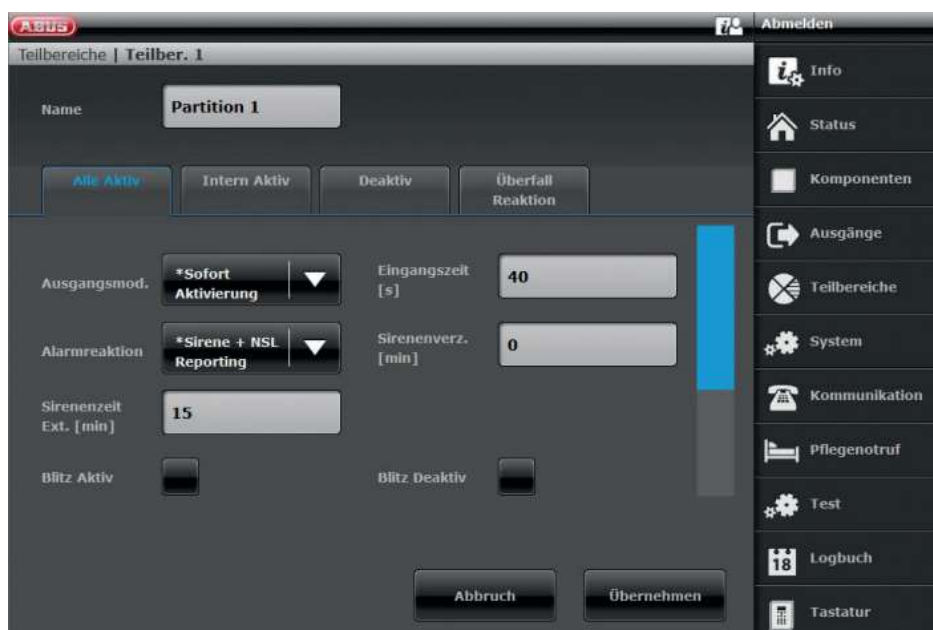 ABUS
Abmelden
Teilbereiche | Teilber. 1
Name
Partition 1
Alle Aktiv
Intern Aktiv
Deaktiv
Überfall
Reaktion
Ausgangsmod.
*Sofort
Aktivierung
Eingangszeit
[s]
40
Alarmreaktion
*Sirene + NSL
Reporting
Sirenenverz.
[min]
0
Sirenenzeit
Ext. [min]
15
Blitz Aktiv
Blitz Deaktiv
Abbruch
Übernehmen
Info
Status
Komponenten
Ausgänge
Teilbereiche
System
Kommunikation
Pflegenotruf
Test
18
Logbuch
Tastatur